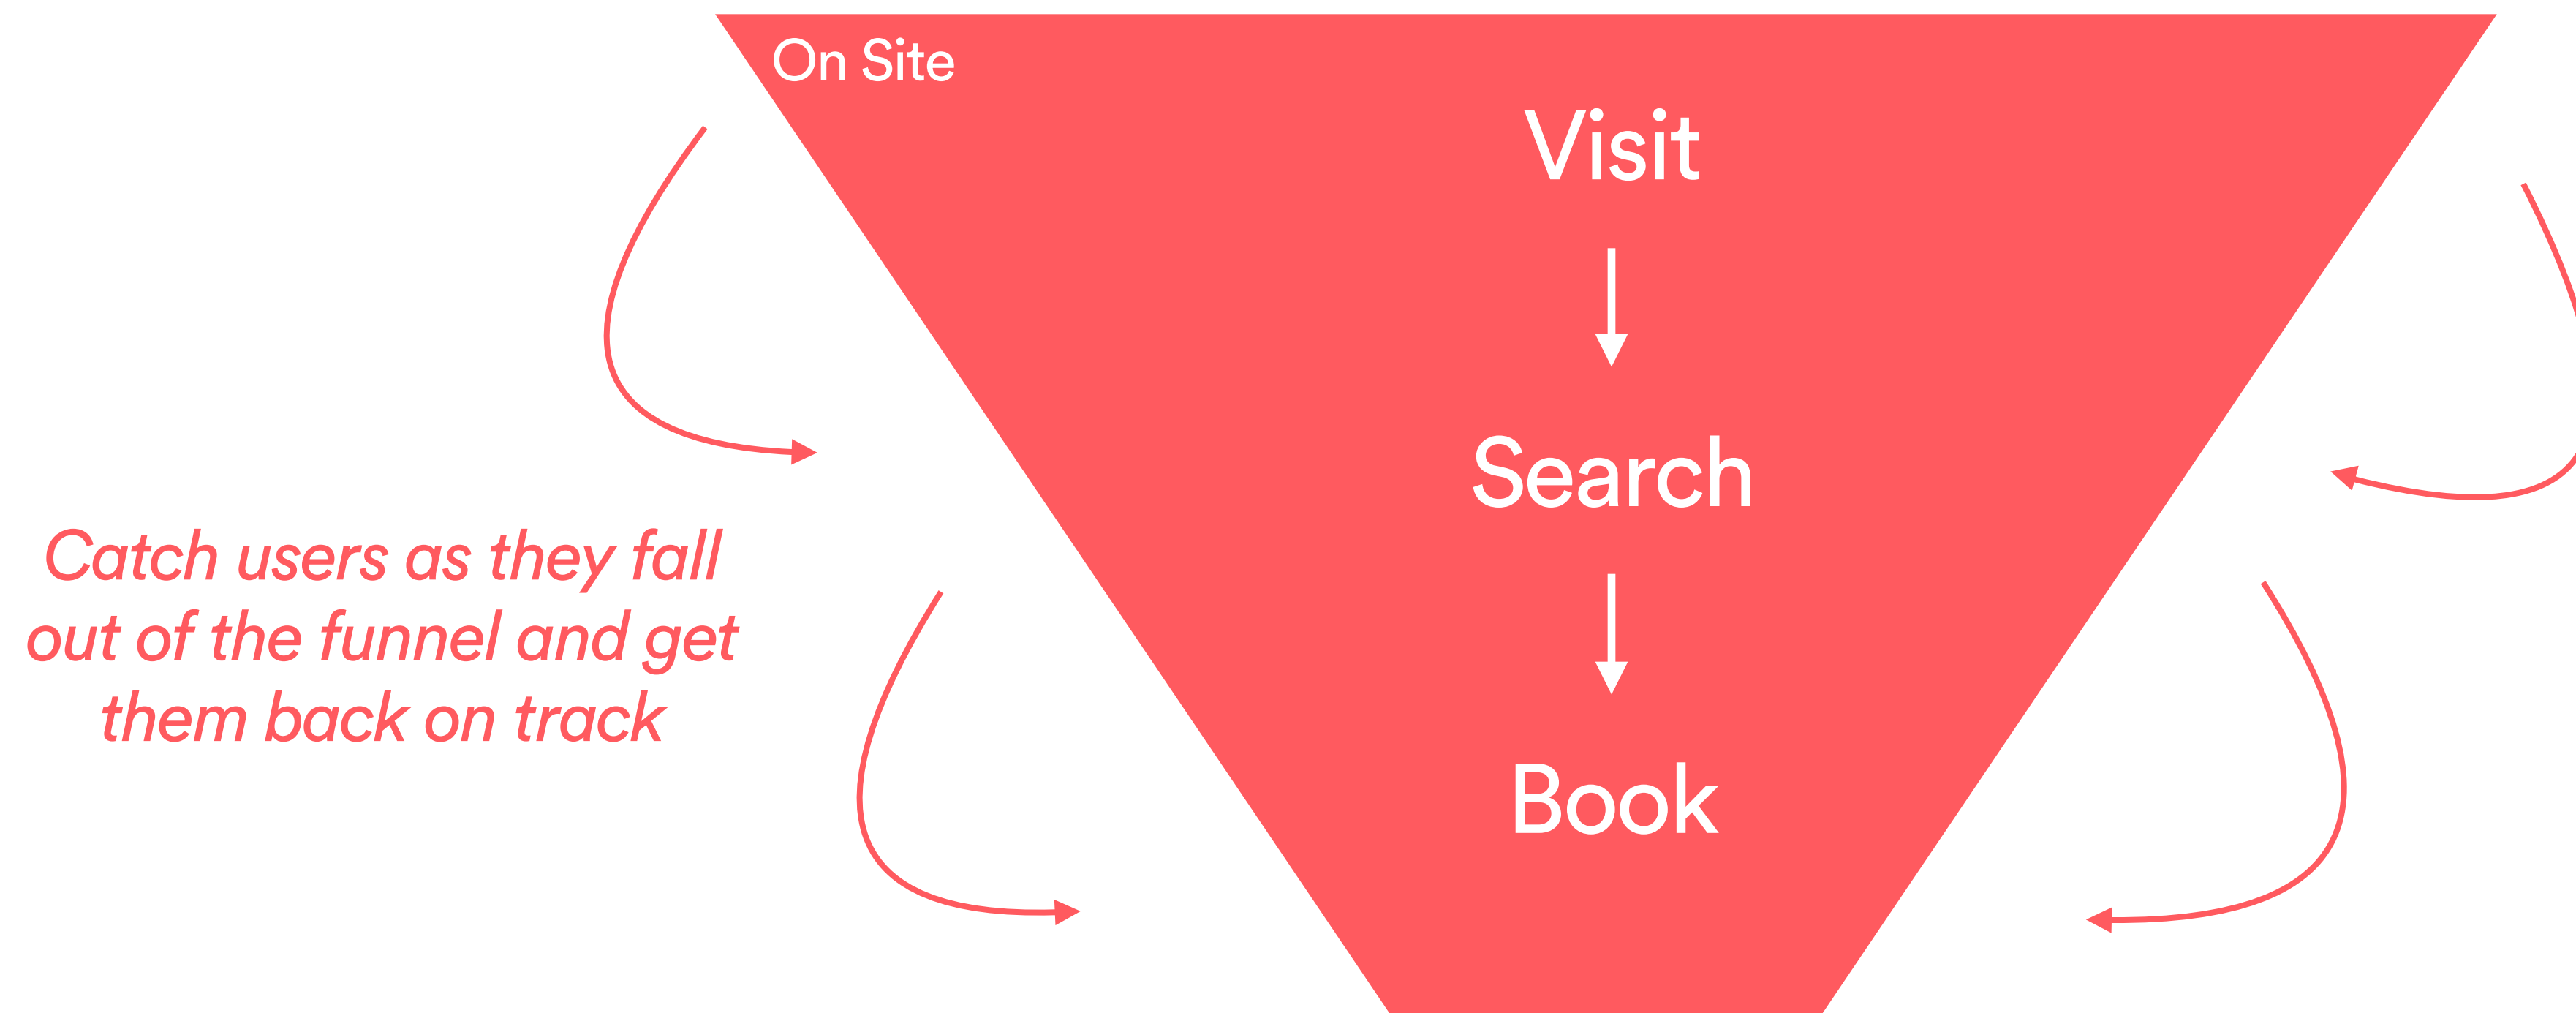 On Site
Visit
Search
Catch users as they fall
out of the funnel and get
them back on track
Book